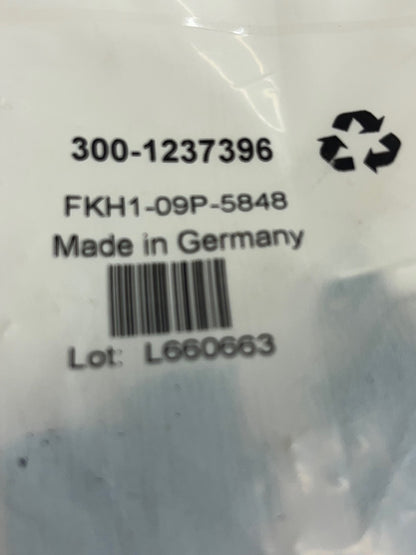 300-1237396
FKH1-09P-5848
Made in Germany
Lot: L660663